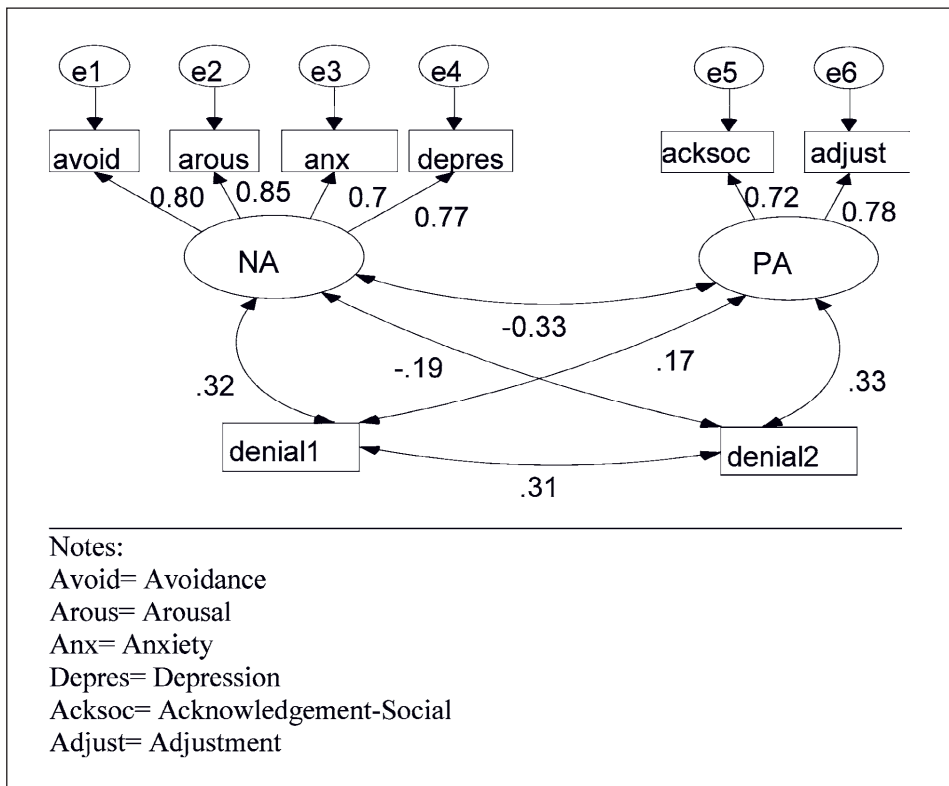 e1 e2 e3 e4 e5 e6
avoid arous anx depres acksoc adjust
0.80 0.85 0.7 0.77 0.72 0.78
NA PA
-0.33
.32 -.19 .17 .33
denial1 denial2
.31
Notes:
Avoid= Avoidance
Arous= Arousal
Anx= Anxiety
Depres= Depression
Acksoc= Acknowledgement-Social
Adjust= Adjustment